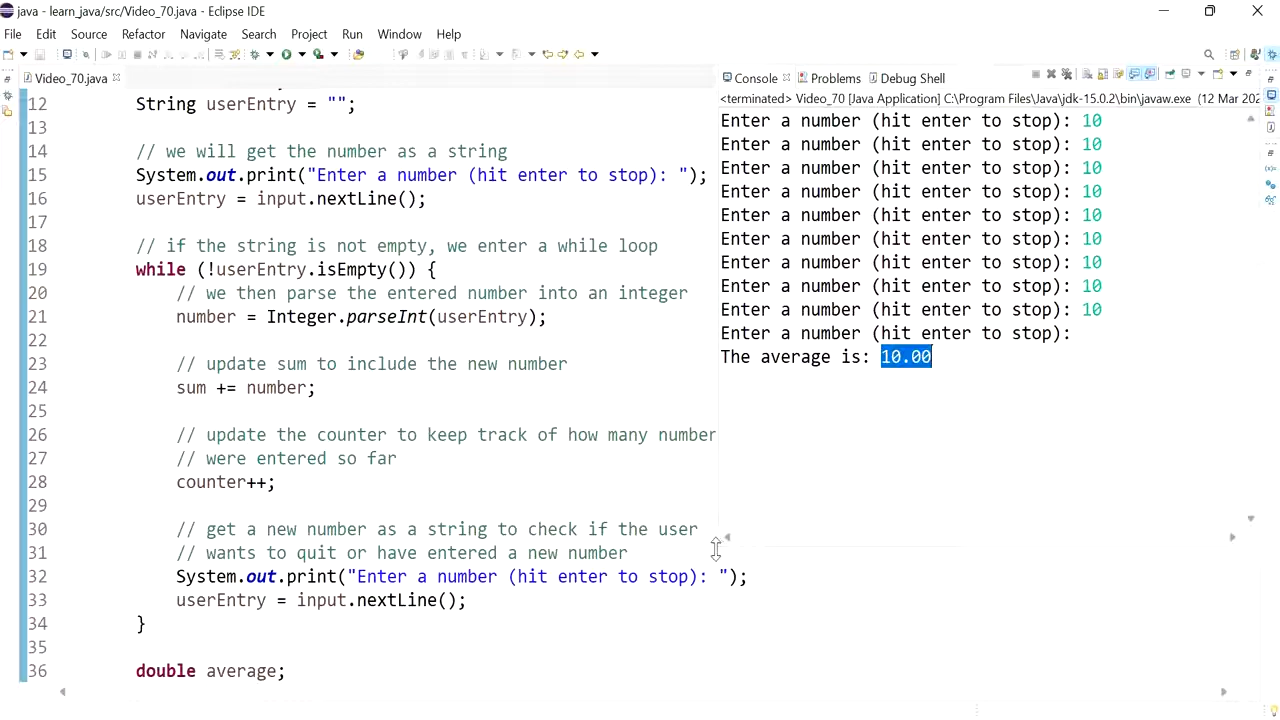 java - learn_java/src/Video_70.java - Eclipse IDE
File Edit Source Refactor Navigate Search Project Run Window Help
Video_70.java
12 String userEntry = "";
13
14 // we will get the number as a string
15 System.out.print("Enter a number (hit enter to stop): ");
16 userEntry = input.nextLine();
17
18 // if the string is not empty, we enter a while loop
19 while (!userEntry.isEmpty()) {
20 // we then parse the entered number into an integer
21 number = Integer.parseInt(userEntry);
22
23 // update sum to include the new number
24 sum += number;
25
26 // update the counter to keep track of how many number
27 // were entered so far
28 counter++;
29
30 // get a new number as a string to check if the user
31 // wants to quit or have entered a new number
32 System.out.print("Enter a number (hit enter to stop): ");
33 userEntry = input.nextLine();
34 }
35
36 double average;
Console Problems Debug Shell
<terminated> Video_70 [Java Application] C:\Program Files\Java\jdk-15.0.2\bin\javaw.exe (12 Mar 202
Enter a number (hit enter to stop): 10
Enter a number (hit enter to stop): 10
Enter a number (hit enter to stop): 10
Enter a number (hit enter to stop): 10
Enter a number (hit enter to stop): 10
Enter a number (hit enter to stop): 10
Enter a number (hit enter to stop): 10
Enter a number (hit enter to stop): 10
Enter a number (hit enter to stop): 10
Enter a number (hit enter to stop):
The average is: 10.00